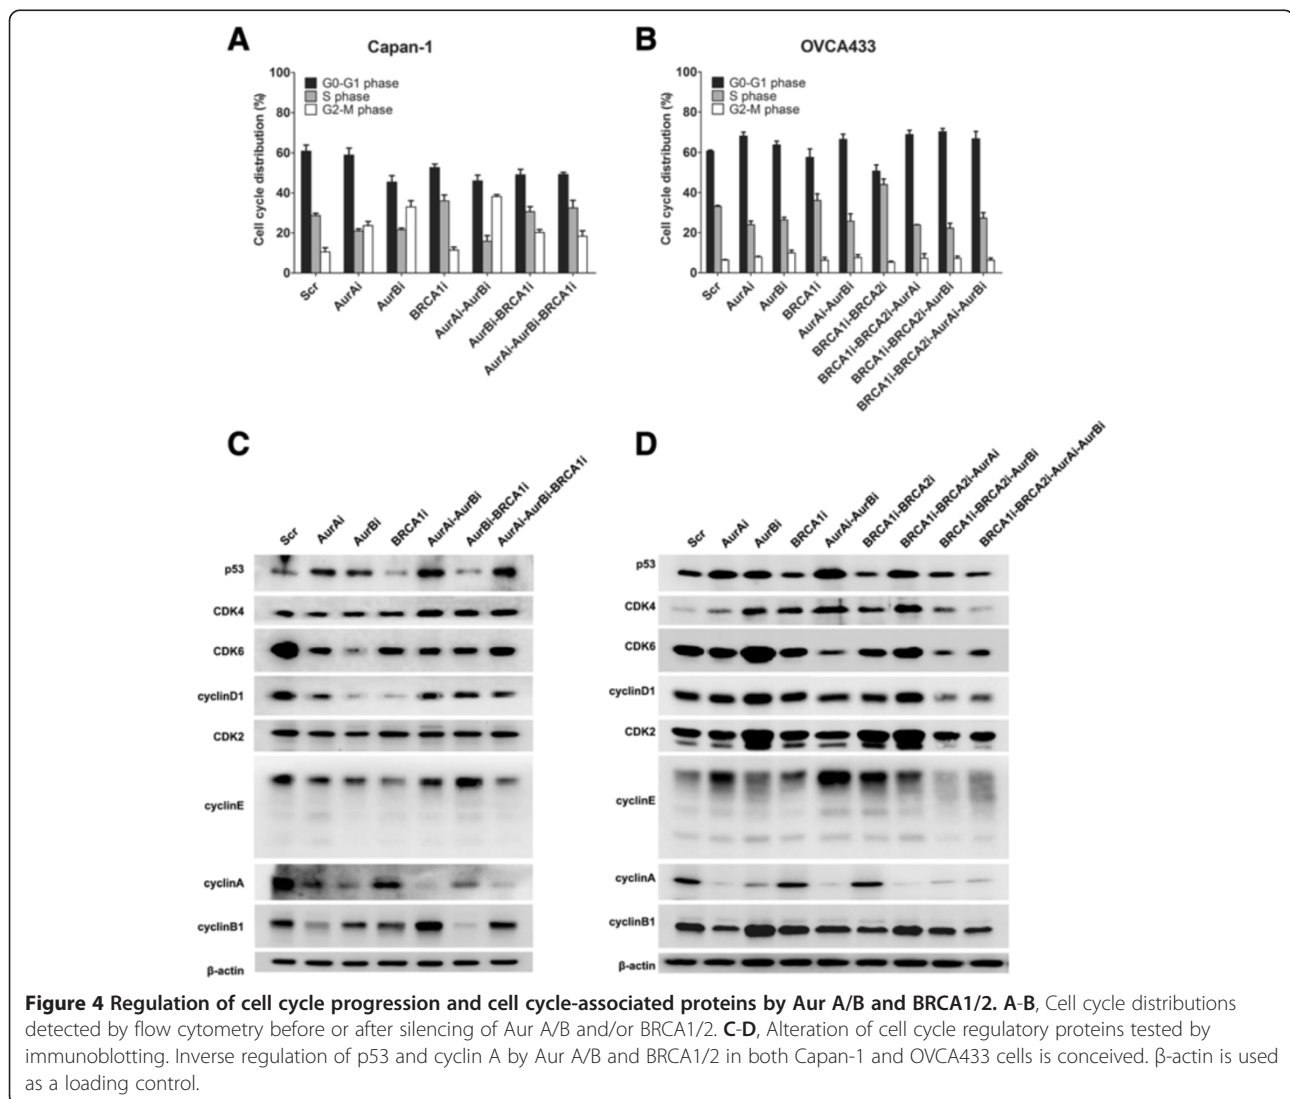 A
Capan-1
100
80
60
40
20
0
Cell cycle distribution (%)
G0-G1 phase
S phase
G2-M phase
Scr
AurAi
AurBi
BRCA1i
AurAi-AurBi
AurBi-BRCA1i
AurAi-AurBi-BRCA1i
B
OVCA433
100
80
60
40
20
0
Cell cycle distribution (%)
G0-G1 phase
S phase
G2-M phase
Scr
AurAi
AurBi
BRCA1i
AurAi-AurBi
BRCA1i-BRCA2i
BRCA1i-BRCA2i-AurAi
BRCA1i-BRCA2i-AurBi
BRCA1i-BRCA2i-AurAi-AurBi
C
Scr
AurAi
AurBi
BRCA1i
AurAi-AurBi
AurBi-BRCA1i
AurAi-AurBi-BRCA1i
p53
CDK4
CDK6
cyclinD1
CDK2
cyclinE
cyclinA
cyclinB1
β-actin
D
Scr
AurAi
AurBi
BRCA1i
AurAi-AurBi
BRCA1i-BRCA2i
BRCA1i-BRCA2i-AurAi
BRCA1i-BRCA2i-AurBi
BRCA1i-BRCA2i-AurAi-AurBi
p53
CDK4
CDK6
cyclinD1
CDK2
cyclinE
cyclinA
cyclinB1
β-actin
Figure 4 Regulation of cell cycle progression and cell cycle-associated proteins by Aur A/B and BRCA1/2. A-B, Cell cycle distributions
detected by flow cytometry before or after silencing of Aur A/B and/or BRCA1/2. C-D, Alteration of cell cycle regulatory proteins tested by
immunoblotting. Inverse regulation of p53 and cyclin A by Aur A/B and BRCA1/2 in both Capan-1 and OVCA433 cells is conceived. β-actin is used
as a loading control.